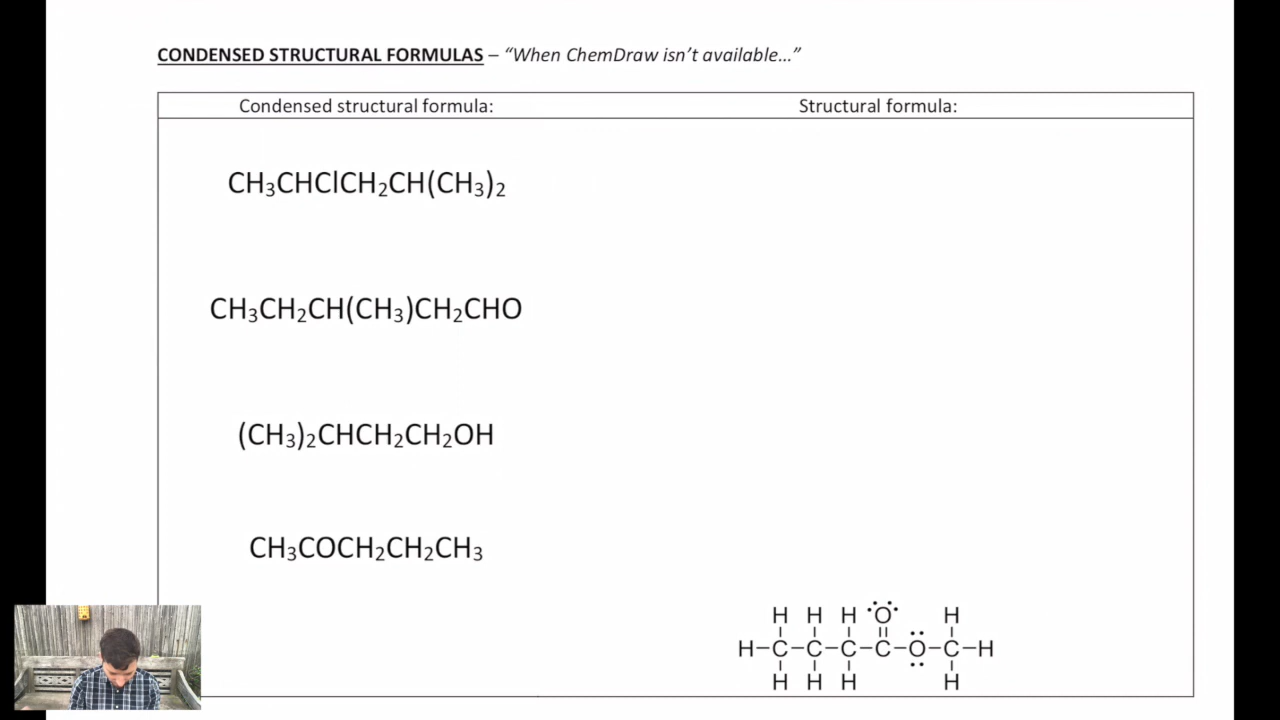 CONDENSED STRUCTURAL FORMULAS – “When ChemDraw isn’t available…”
Condensed structural formula: Structural formula:
CH₃CHClCH₂CH(CH₃)₂
CH₃CH₂CH(CH₃)CH₂CHO
(CH₃)₂CHCH₂CH₂OH
CH₃COCH₂CH₂CH₃
H H H O H
H–C–C–C–C–O–C–H
H H H H